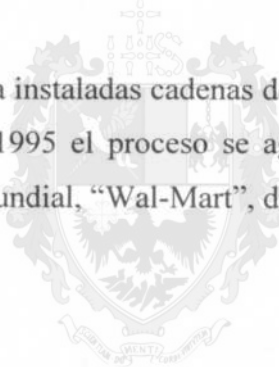 a instaladas cadenas d
1995 el proceso se a
undial, "Wal-Mart", d